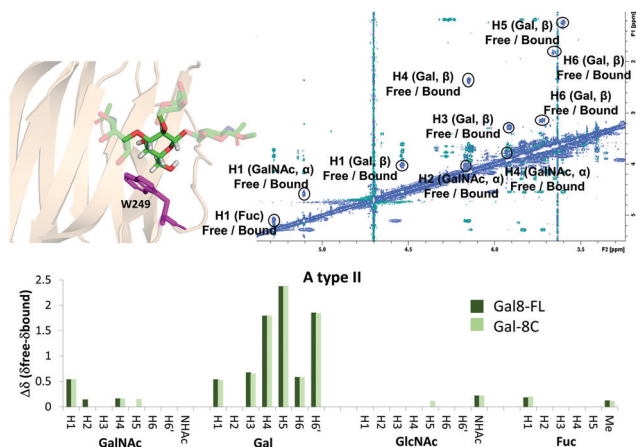 W249
H5 (Gal, β)
Free / Bound
H6 (Gal, β)
Free / Bound
H4 (Gal, β)
Free / Bound
H6 (Gal, β)
Free / Bound
H3 (Gal, β)
Free / Bound
H1 (GalNAc, α)
Free / Bound
H1 (Gal, β)
Free / Bound
H2 (GalNAc, α)
Free / Bound
H4 (GalNAc, α)
Free / Bound
H1 (Fuc)
Free / Bound
F1 [ppm]
2
3
5
5.0 4.5 4.0 3.5 F2 [ppm]
A type II
Gal8-FL
Gal-8C
Δδ (δfree-δbound)
2.5
2
1.5
1
0.5
0
H1 H2 H3 H4 H5 H6 H6' NHAc H1 H2 H3 H4 H5 H6 H6' H1 H2 H3 H4 H5 H6 H6' NHAc H1 H2 H3 H4 H5 Me
GalNAc Gal GlcNAc Fuc